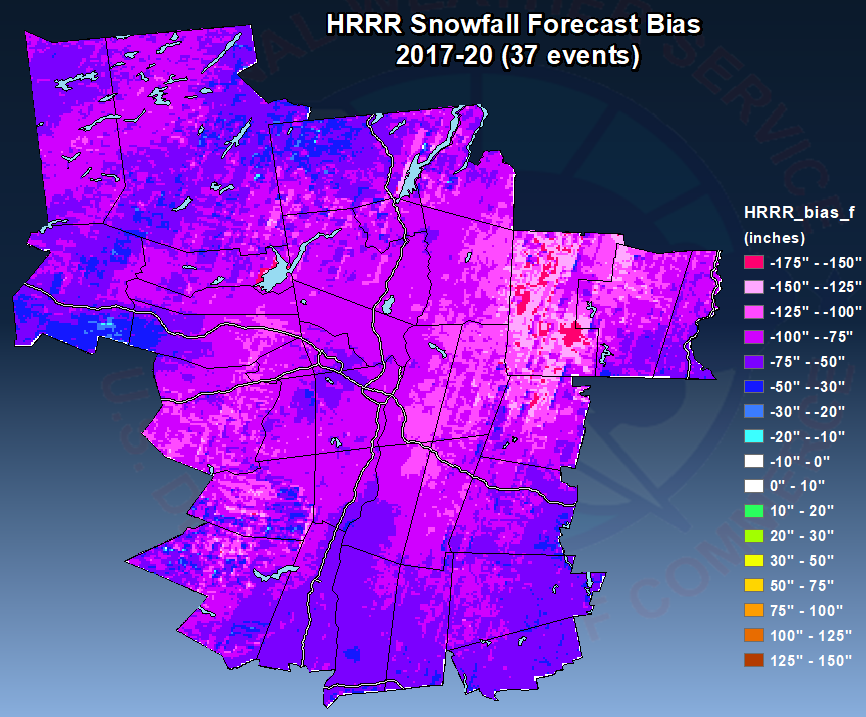 HRRR Snowfall Forecast Bias
2017-20 (37 events)
HRRR_bias_f
(inches)
-175" - -150"
-150" - -125"
-125" - -100"
-100" - -75"
-75" - -50"
-50" - -30"
-30" - -20"
-20" - -10"
-10" - 0"
0" - 10"
10" - 20"
20" - 30"
30" - 50"
50" - 75"
75" - 100"
100" - 125"
125" - 150"